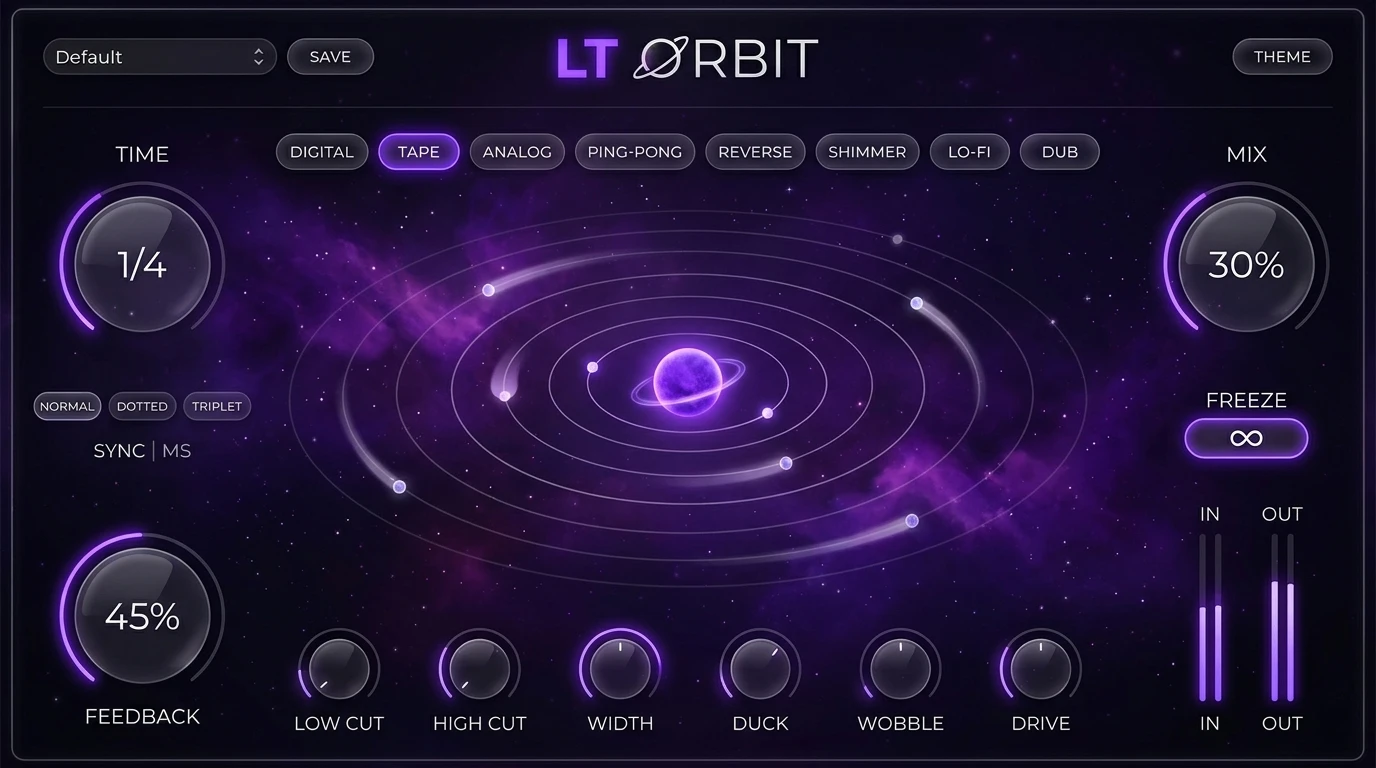 Default
SAVE
LT ORBIT
THEME
TIME
DIGITAL
TAPE
ANALOG
PING-PONG
REVERSE
SHIMMER
LO-FI
DUB
MIX
1/4
30%
NORMAL
DOTTED
TRIPLET
SYNC | MS
FREEZE
∞
IN
OUT
45%
FEEDBACK
LOW CUT
HIGH CUT
WIDTH
DUCK
WOBBLE
DRIVE
IN
OUT